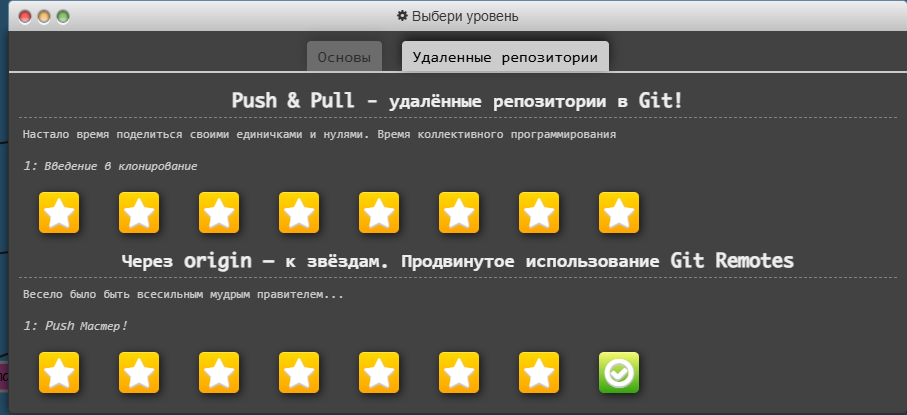 Выбери уровень
Основы
Удаленные репозитории
Push & Pull - удалённые репозитории в Git!
Настало время поделиться своими единичками и нулями. Время коллективного программирования
1: Введение в клонирование
Через origin – к звёздам. Продвинутое использование Git Remotes
Весело было быть всесильным мудрым правителем...
1: Push Мастер!